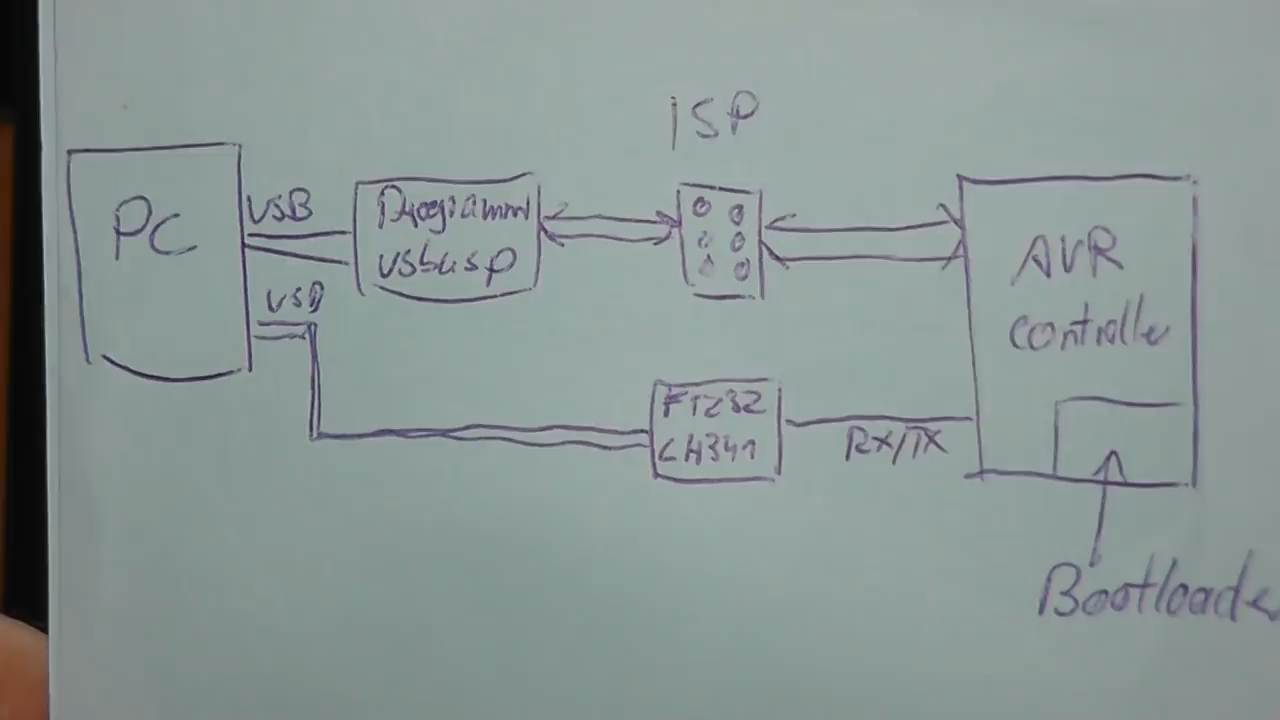 ISP
PC
USB
Programm
usbasp
USB
AVR
Controller
FT232
CH341
RX/TX
Bootloader